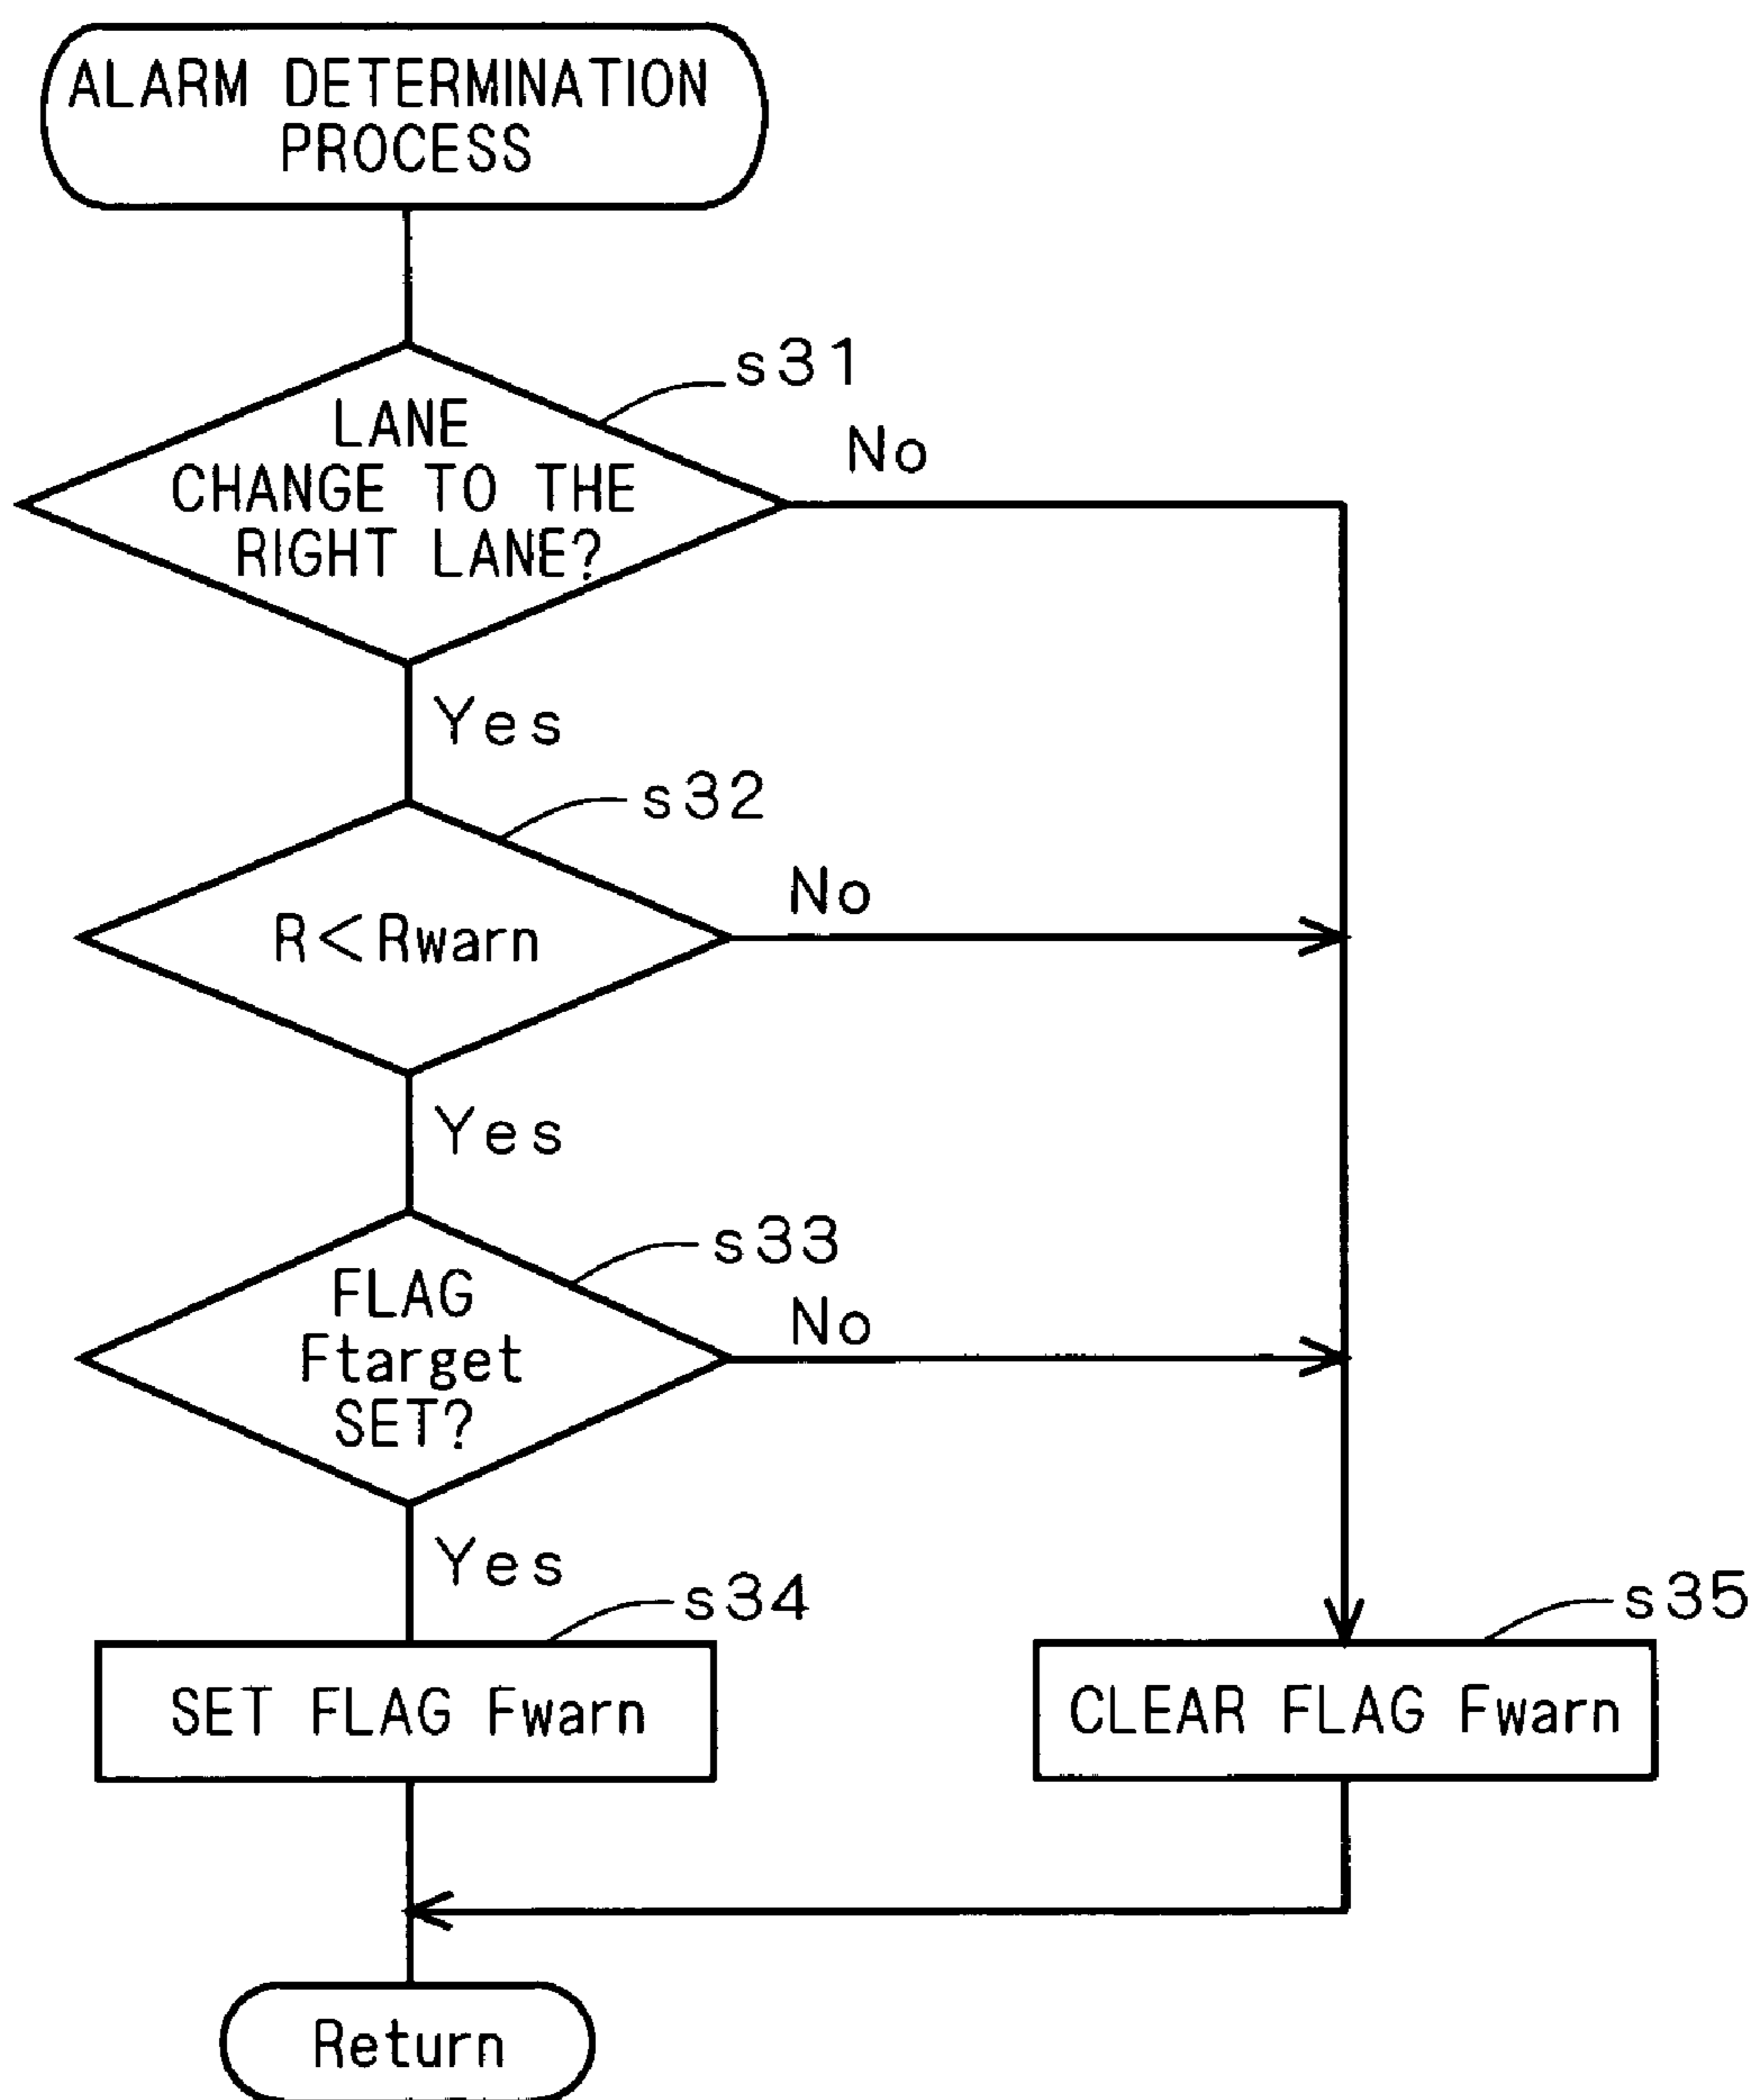 ALARM DETERMINATION
PROCESS
s31
LANE
CHANGE TO THE
RIGHT LANE?
No
Yes
s32
R<Rwarn
No
Yes
s33
FLAG
Ftarget
SET?
No
Yes
s34
SET FLAG Fwarn
s35
CLEAR FLAG Fwarn
Return